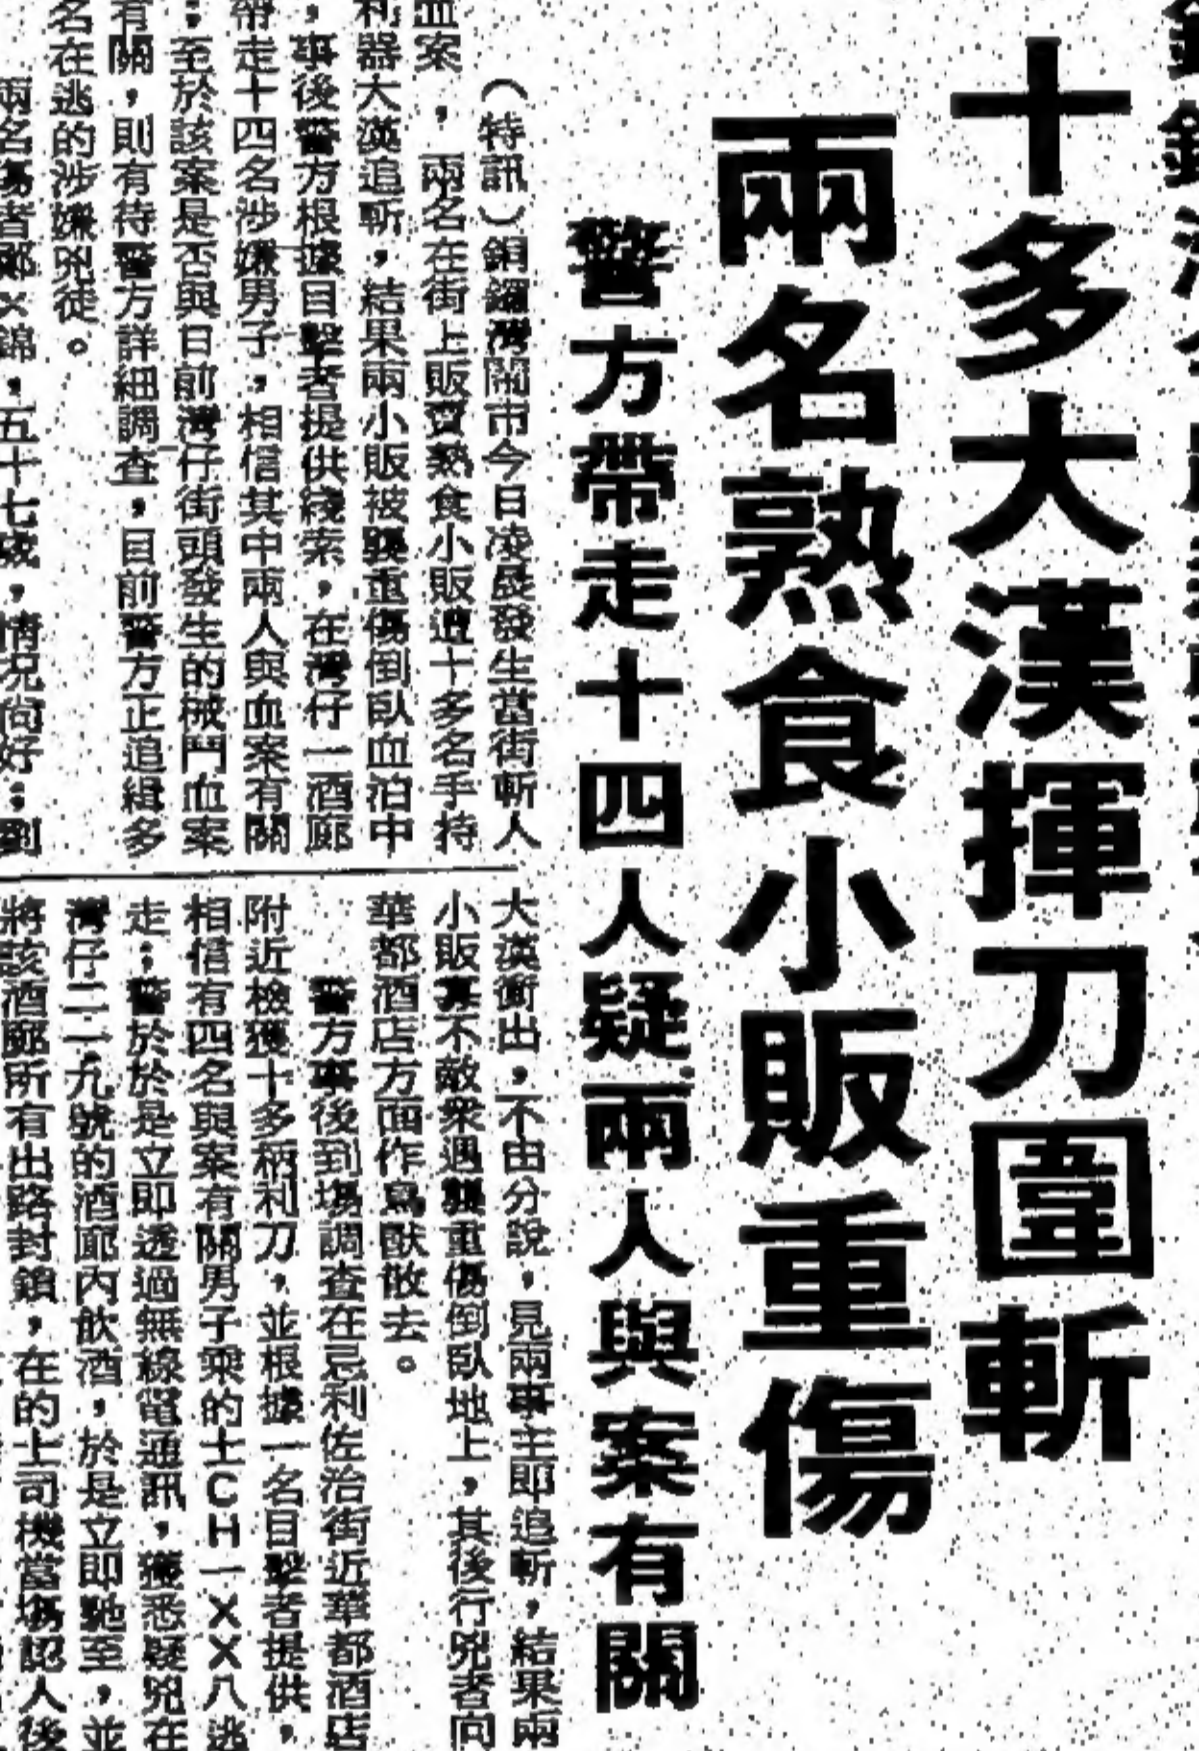 十多大漢揮刀圍斬
兩名熟食小販重傷
警方帶走十四人疑兩人與案有關
（特訊）銅鑼灣鬧市今日凌晨發生當街斬人
血案，兩名在街上販賣熟食小販遭十多名手持
利器大漢追斬，結果兩小販被襲重傷倒臥血泊中
，事後警方根據目擊者提供綫索，在灣仔一酒廊
帶走十四名涉嫌男子，相信其中兩人與血案有關
；至於該案是否與日前灣仔街頭發生的械鬥血案
有關，則有待警方詳細調查，目前警方正追緝多
名在逃的涉嫌兇徒。
兩名傷者鄭×錦，五十七歲，情況尚好；劉
大漢衝出，不由分說，見兩事主即追斬，結果兩
小販寡不敵衆遇襲重傷倒臥地上，其後行兇者向
華都酒店方面作鳥獸散去。
警方事後到場調查在忌利佐治街近華都酒店
附近檢獲十多柄利刀，並根據一名目擊者提供，
相信有四名與案有關男子乘的士CH一XX八逃
走；警於於是立即透過無線電通訊，獲悉疑兇在
灣仔二二九號的酒廊內飲酒，於是立即馳至，並
將該酒廊所有出路封鎖，在的士司機當場認人後